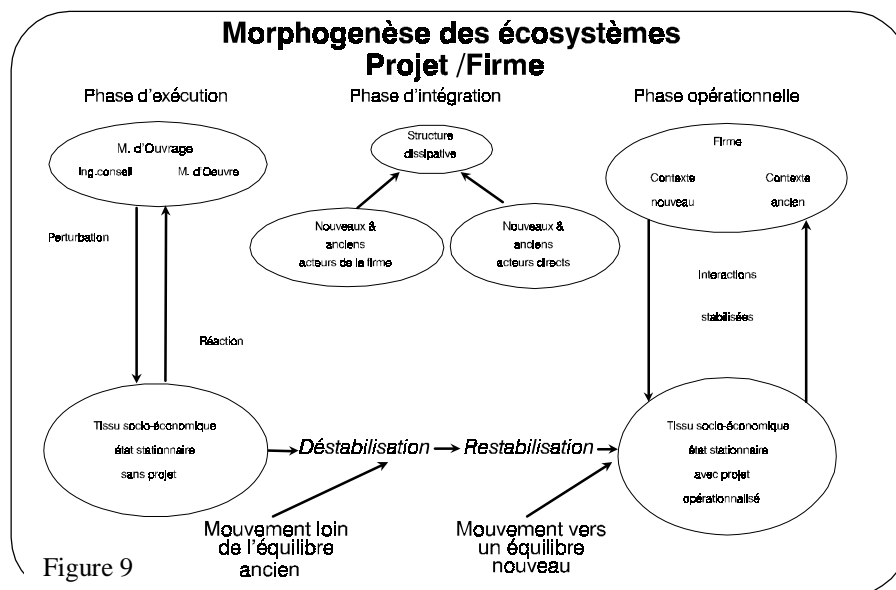 Morphogenèse des écosystèmes
Projet /Firme
Phase d'exécution
Phase d'intégration
Phase opérationnelle
M. d'Ouvrage
Ing.conseil M. d'Oeuvre
Structure
dissipative
Firme
Contexte
nouveau
Contexte
ancien
Perturbation
Nouveaux &
anciens
acteurs de la firme
Nouveaux &
anciens
acteurs directs
Interactions
stabilisées
Réaction
Tissu socio-économique
état stationnaire
sans projet
Déstabilisation
Restabilisation
Tissu socio-économique
état stationnaire
avec projet
opérationnalisé
Mouvement loin
de l'équilibre
ancien
Mouvement vers
un équilibre
nouveau
Figure 9